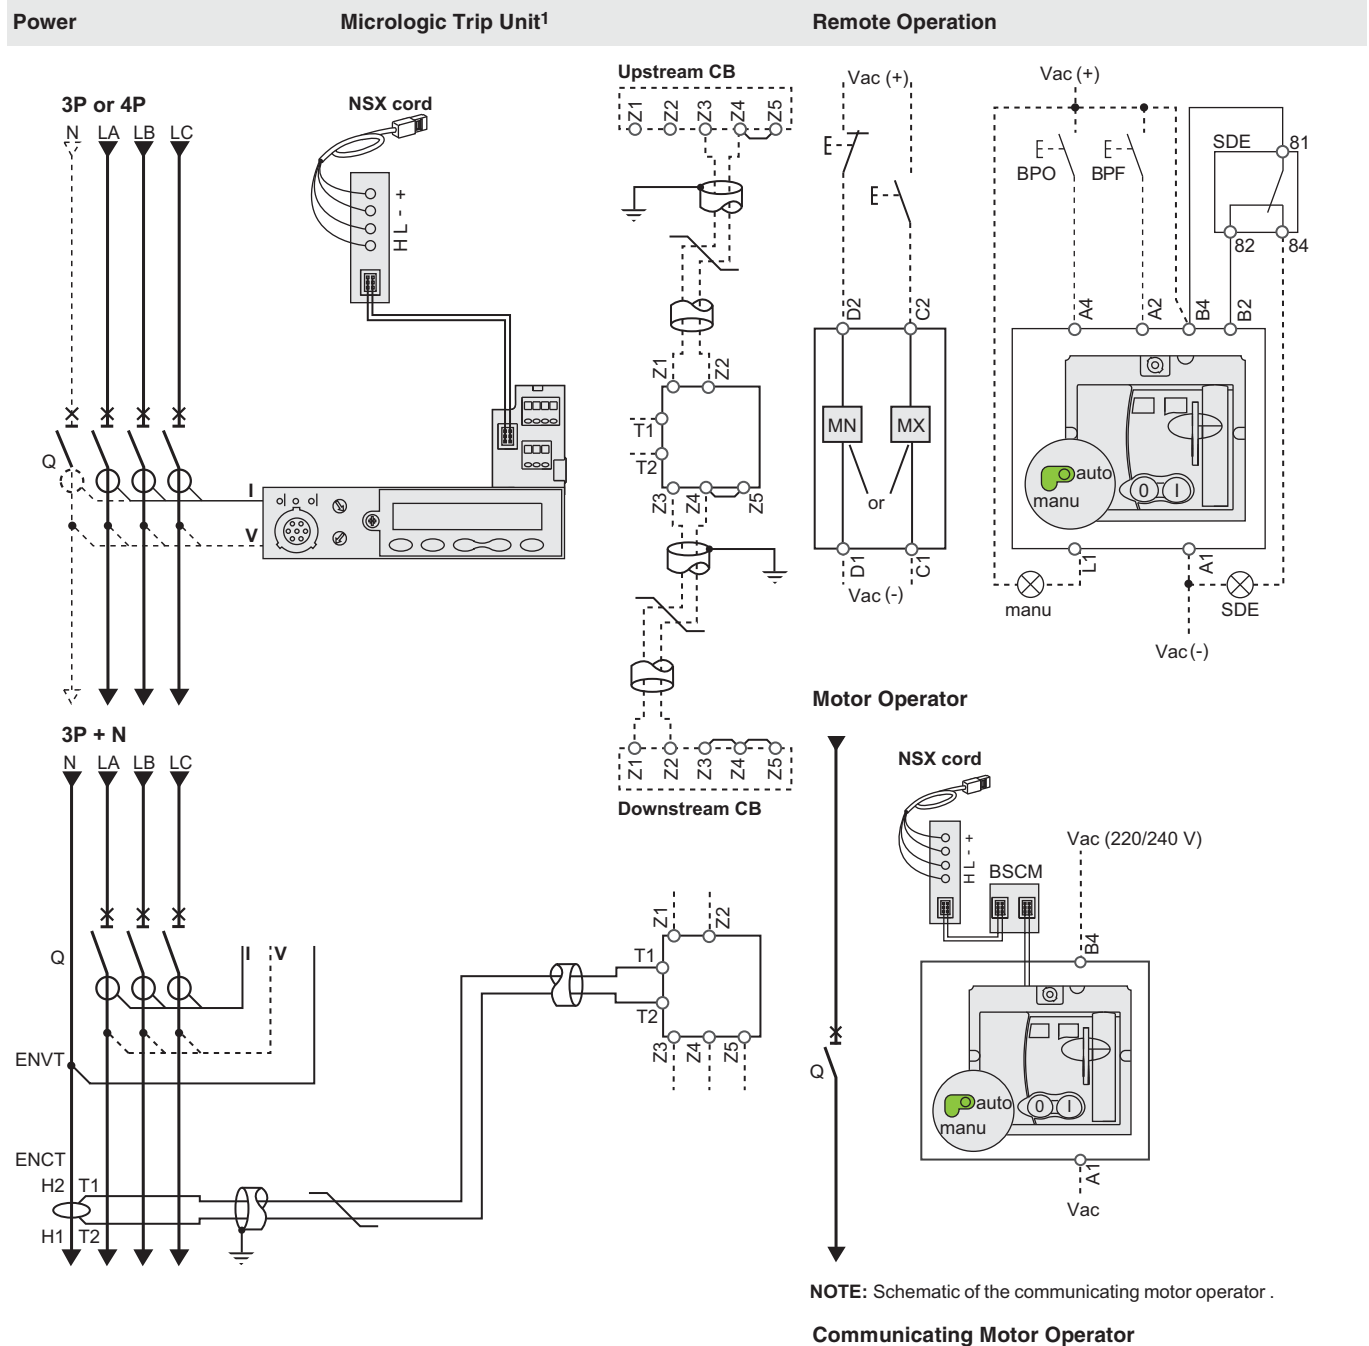 Power
Micrologic Trip Unit1
Remote Operation
3P or 4P
N LA LB LC
Q
I
V
NSX cord
+
-
L
H
Upstream CB
Z1 Z2 Z3 Z4 Z5
Z1 Z2
T1
T2
Z3 Z4 Z5
Z1 Z2 Z3 Z4 Z5
Downstream CB
Vac (+)
D2 C2
MN MX
or
D1 C1
Vac (-)
Vac (+)
BPO BPF
SDE 81
82 84
A4 A2 B4 B2
auto
manu
0 I
L1 A1
manu SDE
Vac (-)
3P + N
N LA LB LC
Q
I V
ENVT
ENCT
H2 T1
H1 T2
Z1 Z2
T1
T2
Z3 Z4 Z5
Motor Operator
Q
NSX cord
+
-
L
H
BSCM
Vac (220/240 V)
B4
auto
manu
0 I
A1
Vac
NOTE: Schematic of the communicating motor operator .
Communicating Motor Operator